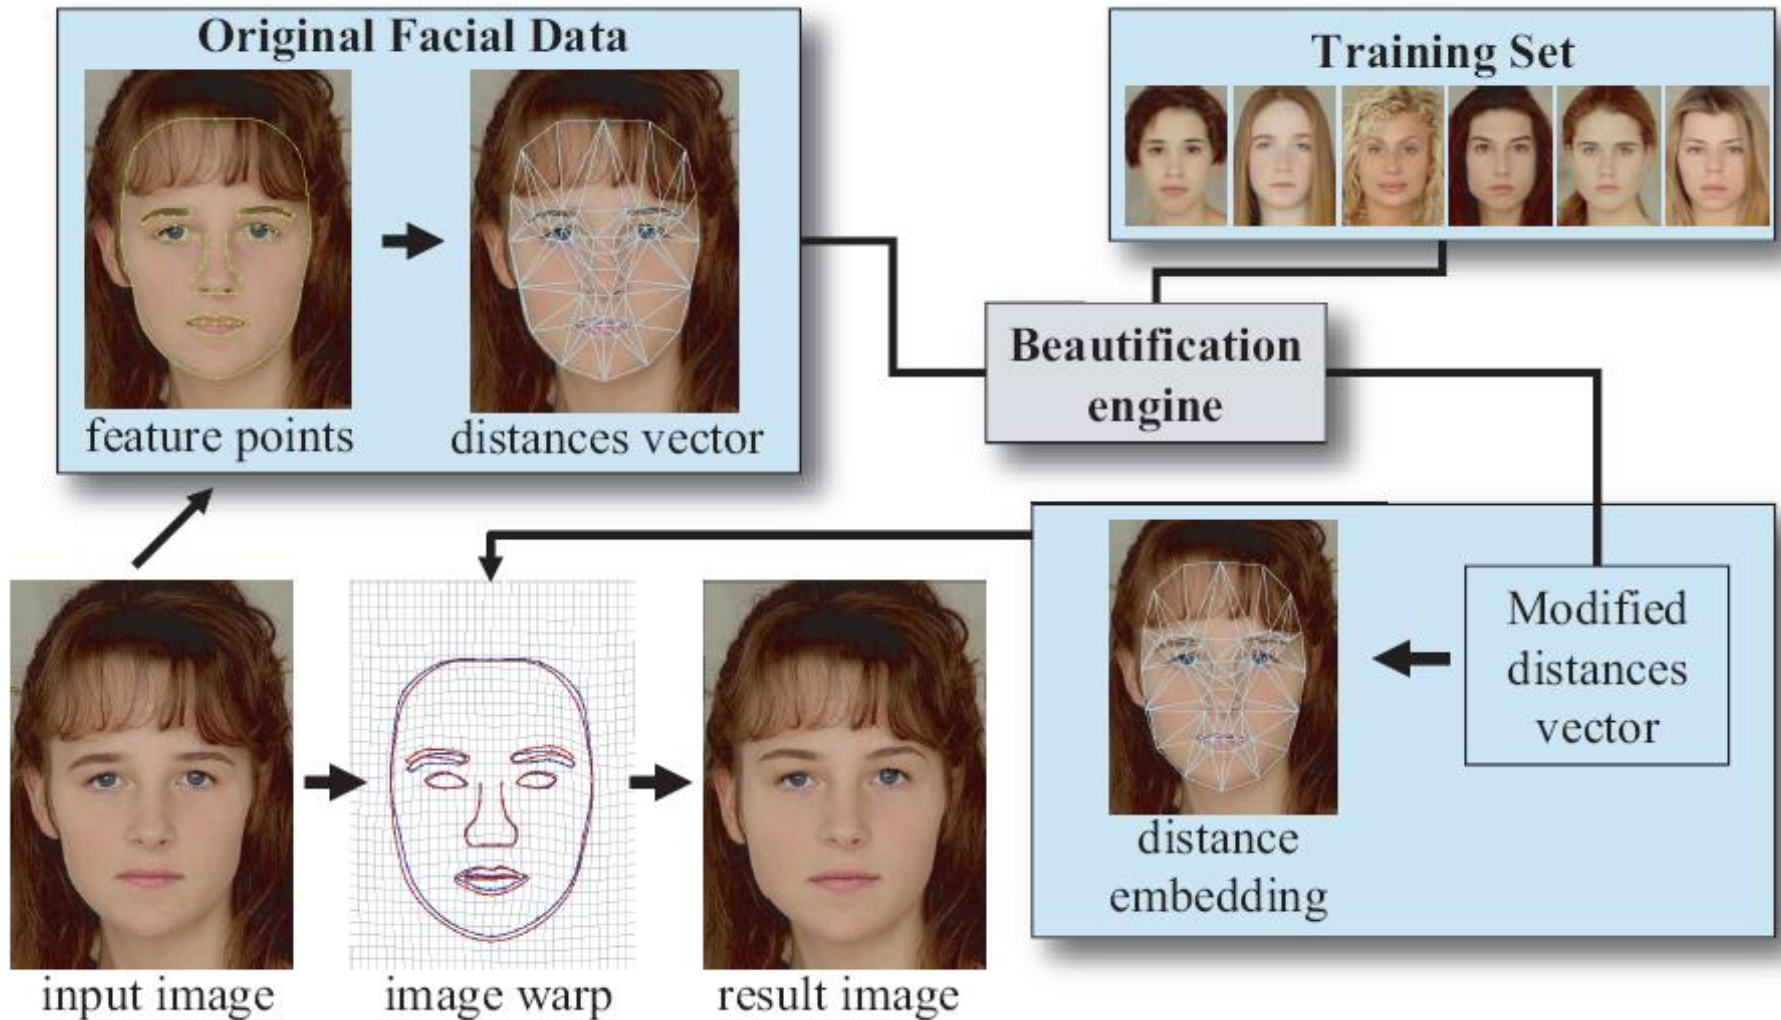 Original Facial Data
feature points
distances vector
Training Set
Beautification
engine
Modified
distances
vector
distance
embedding
input image
image warp
result image